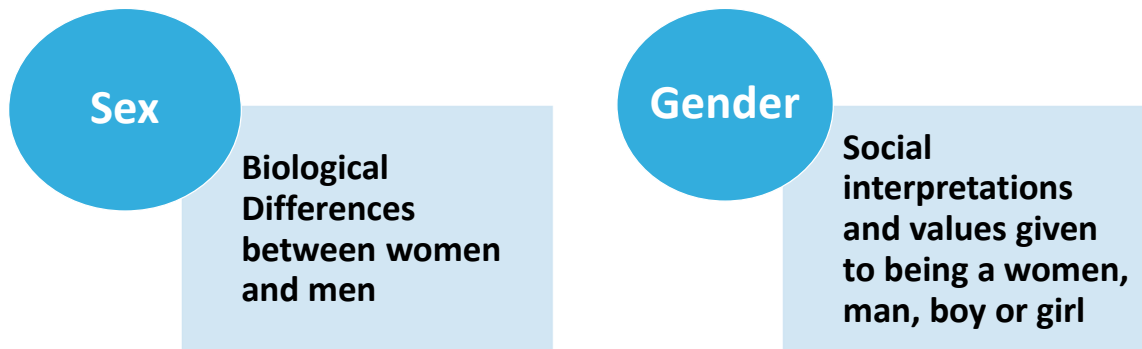 Sex
Biological
Differences
between women
and men
Gender
Social
interpretations
and values given
to being a women,
man, boy or girl